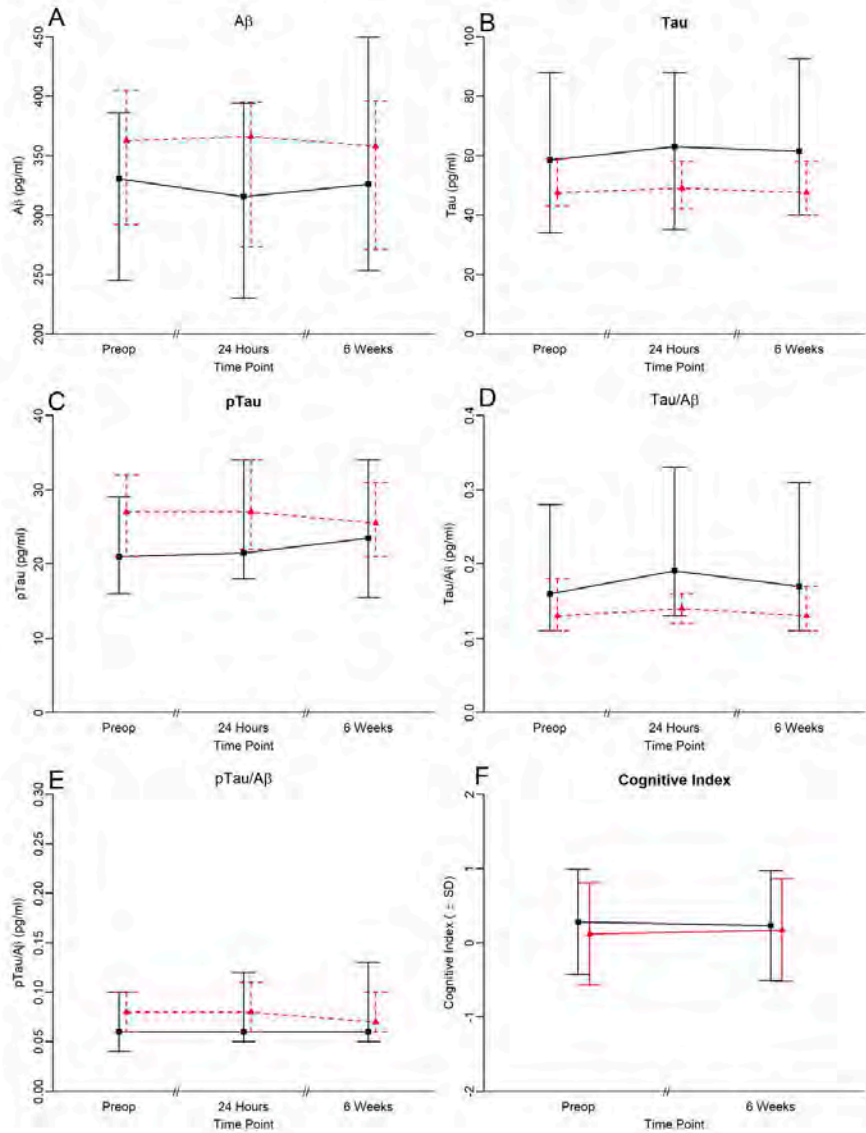 A
Aβ
450
400
350
300
250
200
Aβ (pg/ml)
Preop // 24 Hours // 6 Weeks
Time Point
B
Tau
100
80
60
40
20
0
Tau (pg/ml)
Preop // 24 Hours // 6 Weeks
Time Point
C
pTau
40
30
20
10
0
pTau (pg/ml)
Preop // 24 Hours // 6 Weeks
Time Point
D
Tau/Aβ
0.4
0.3
0.2
0.1
0.0
Tau/Aβ (pg/ml)
Preop // 24 Hours // 6 Weeks
Time Point
E
pTau/Aβ
0.30
0.25
0.20
0.15
0.10
0.05
0.00
pTau/Aβ (pg/ml)
Preop // 24 Hours // 6 Weeks
Time Point
F
Cognitive Index
2
1
0
-1
-2
Cognitive Index ( ± SD)
Preop // 6 Weeks
Time Point